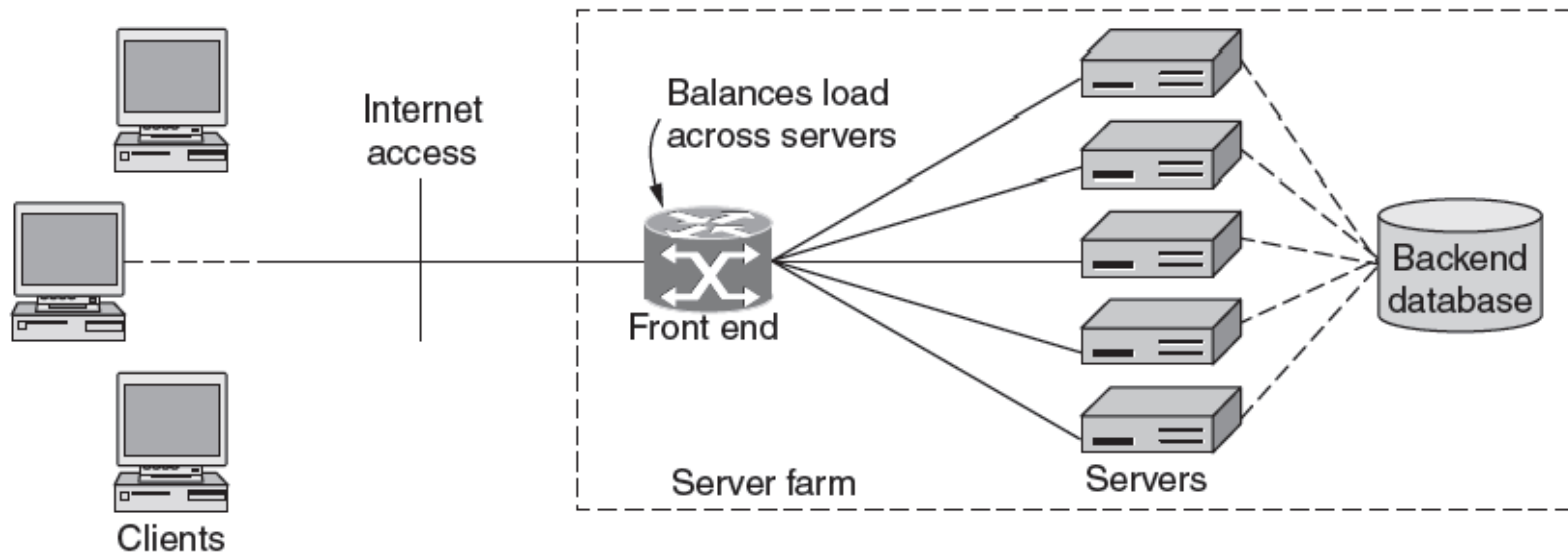 Internet
access
Balances load
across servers
Front end
Backend
database
Server farm
Servers
Clients